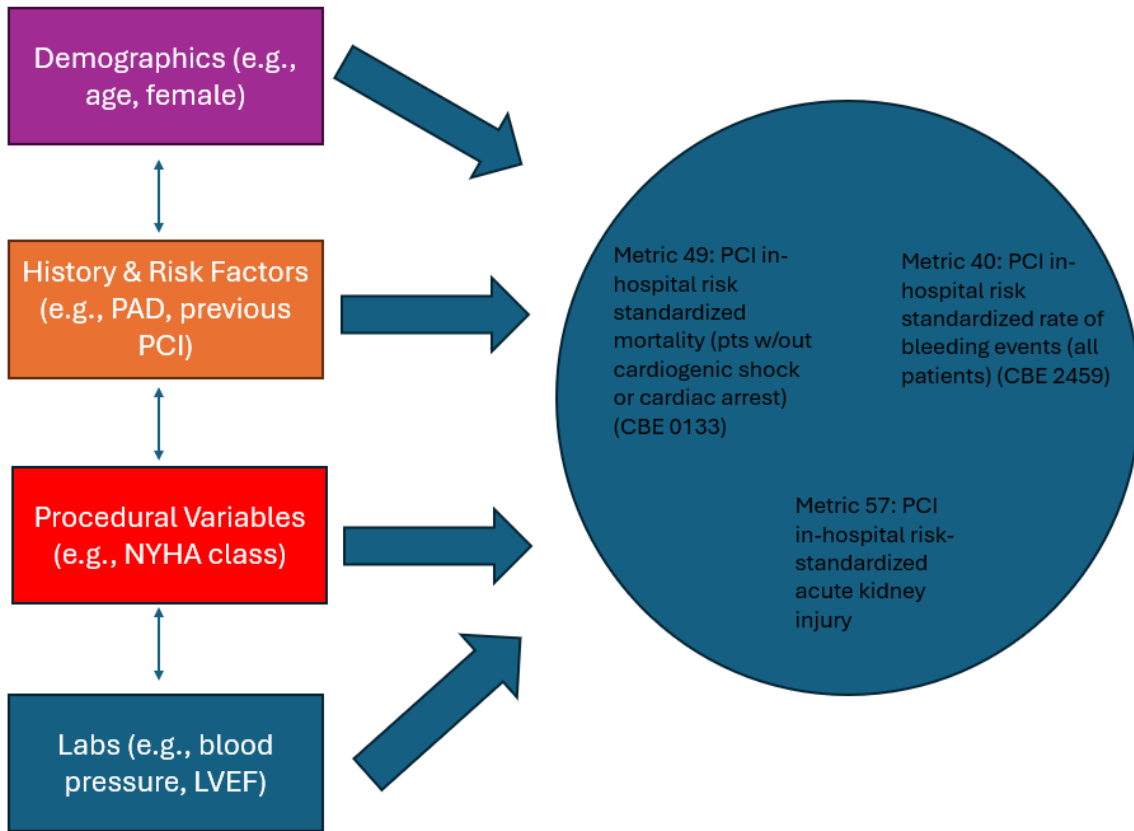 Demographics (e.g.,
age, female)
History & Risk Factors
(e.g., PAD, previous
PCI)
Procedural Variables
(e.g., NYHA class)
Labs (e.g., blood
pressure, LVEF)
Metric 49: PCI in-
hospital risk
standardized
mortality (pts w/out
cardiogenic shock
or cardiac arrest)
(CBE 0133)
Metric 40: PCI in-
hospital risk
standardized rate of
bleeding events (all
patients) (CBE 2459)
Metric 57: PCI
in-hospital risk-
standardized
acute kidney
injury